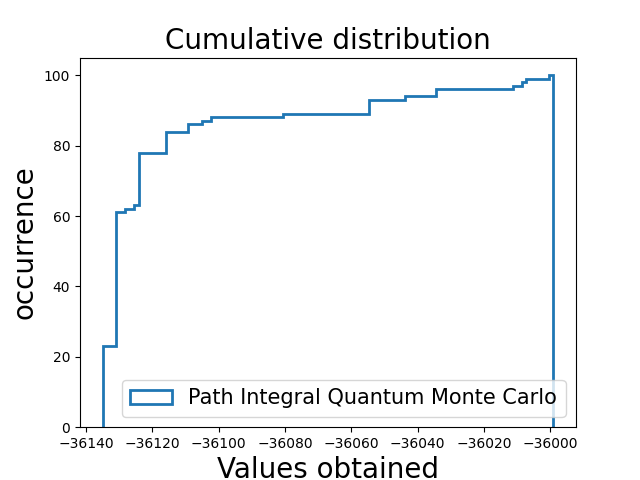 Cumulative distribution
occurrence
100
80
60
40
20
0
Path Integral Quantum Monte Carlo
−36140 −36120 −36100 −36080 −36060 −36040 −36020 −36000
Values obtained